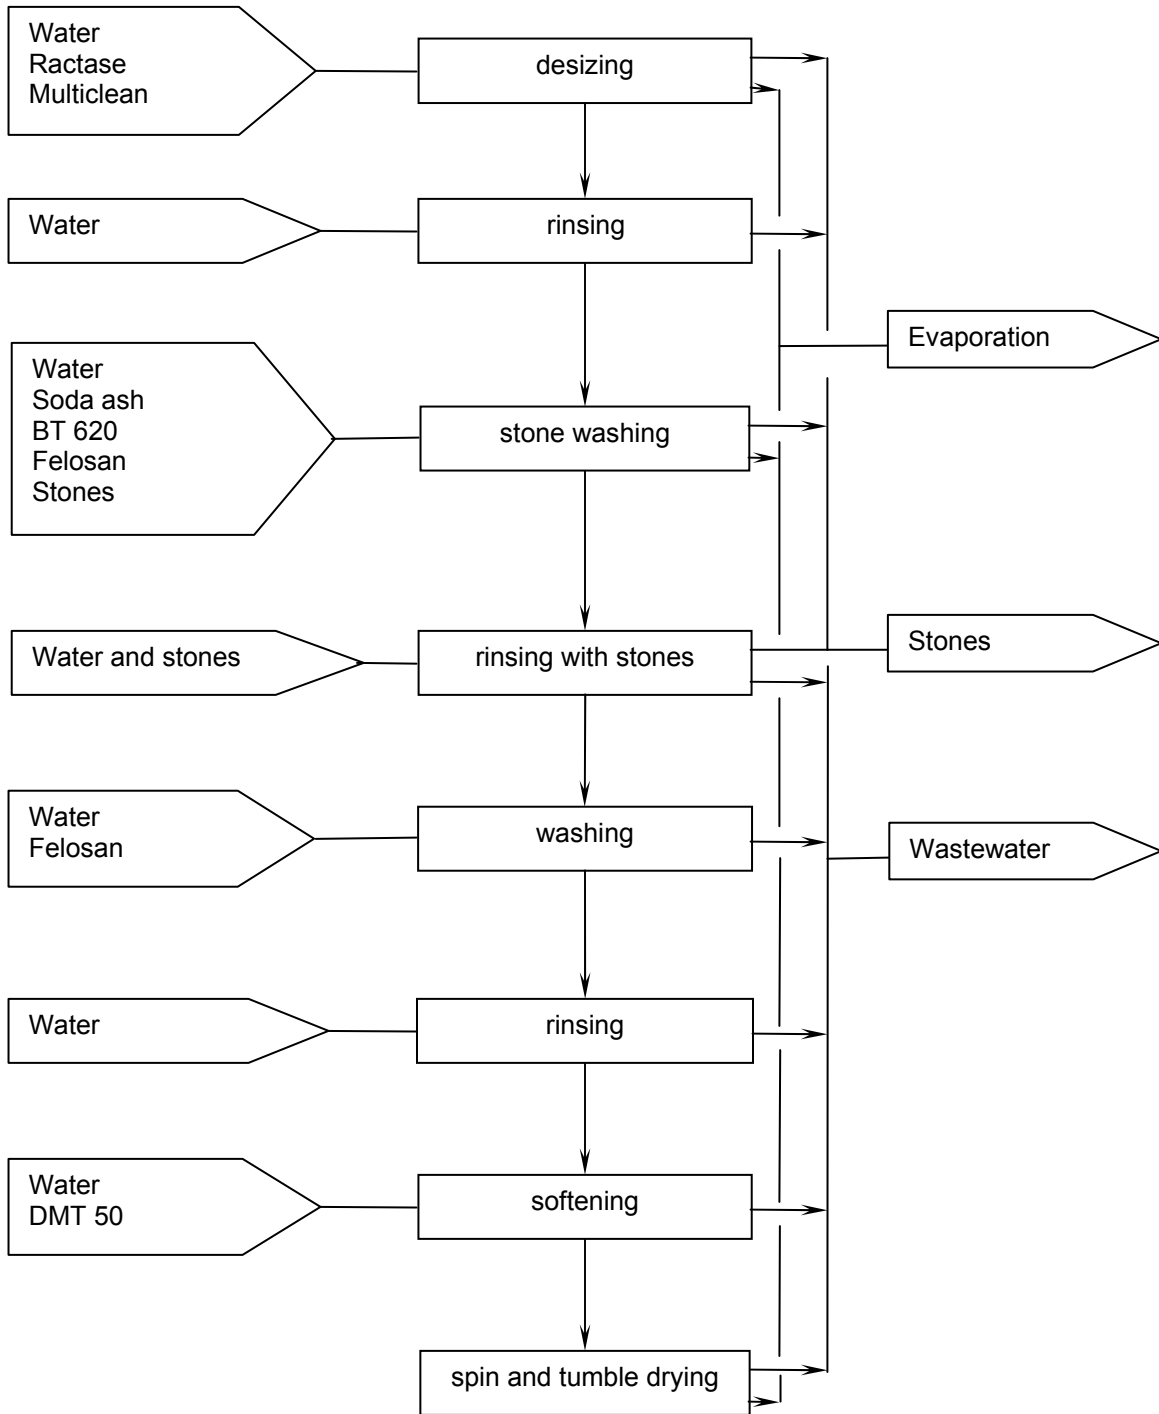 Water
Ractase
Multiclean
desizing
Water
rinsing
Evaporation
Water
Soda ash
BT 620
Felosan
Stones
stone washing
Water and stones
rinsing with stones
Stones
Water
Felosan
washing
Wastewater
Water
rinsing
Water
DMT 50
softening
spin and tumble drying